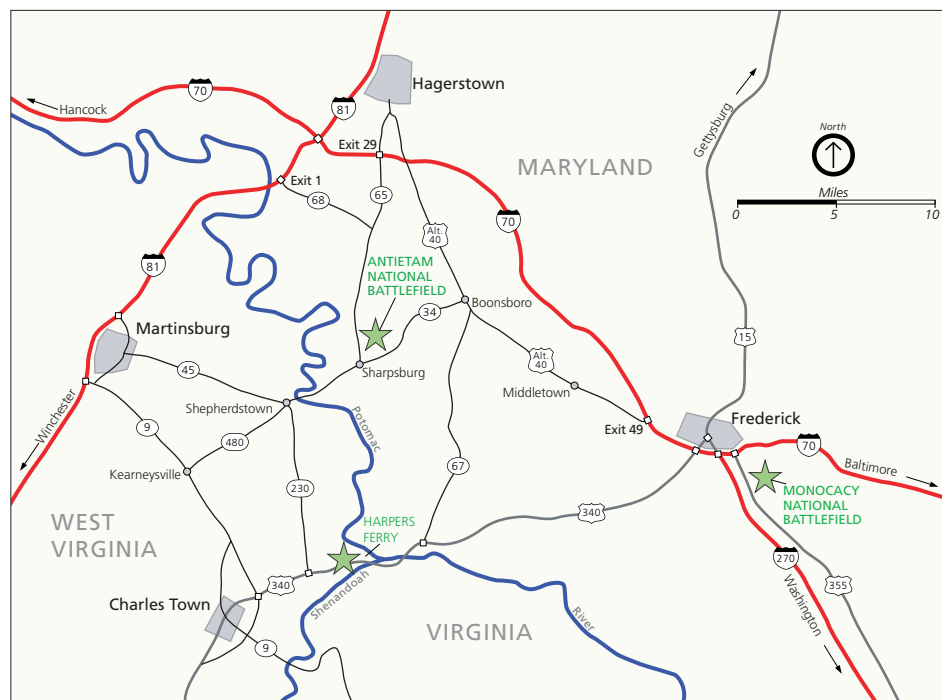 Hagerstown
70
Hancock
81
Gettysburg
North
Exit 29
MARYLAND
Exit 1
68
65
Miles
0
5
10
Alt.
40
70
ANTIETAM
NATIONAL
BATTLEFIELD
81
Boonsboro
34
Martinsburg
15
Sharpsburg
Alt.
40
45
Middletown
Winchester
Shepherdstown
Potomac
Frederick
9
480
Exit 49
70
Baltimore
Kearneysville
67
230
MONOCACY
NATIONAL
BATTLEFIELD
340
WEST
VIRGINIA
HARPERS
FERRY
270
340
Shenandoah
355
Charles Town
Washington
River
VIRGINIA
9